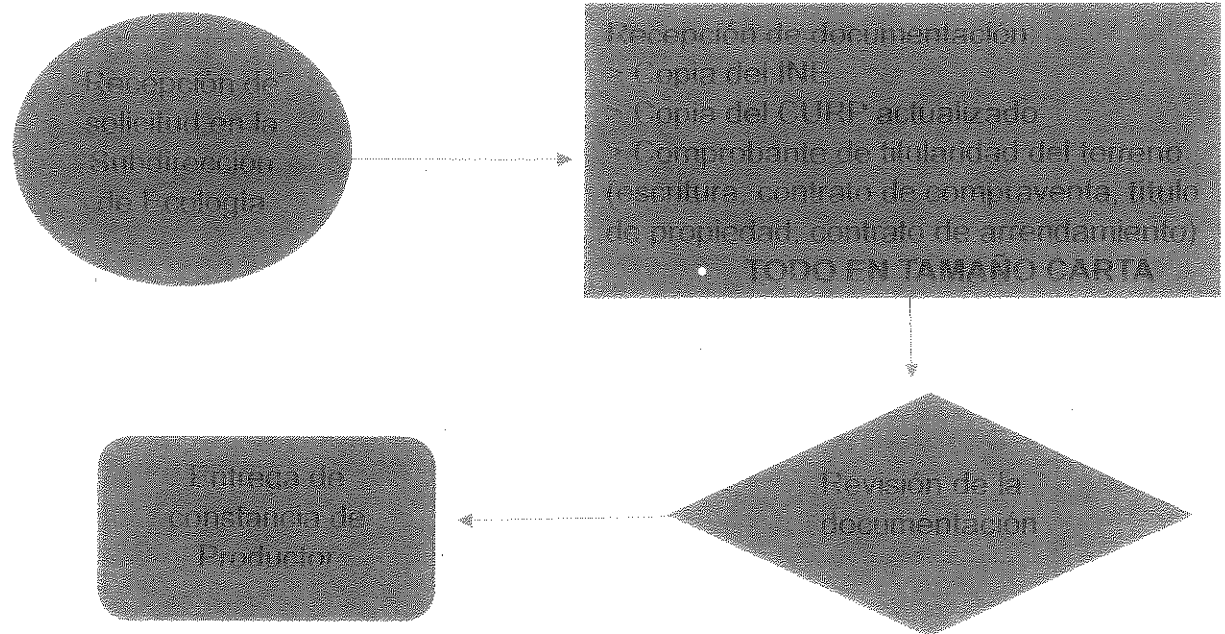 Recepción de
solicitud en la
Subdirección
de Ecología
Recepción de documentación
- Copia del INE
- Copia del CURP actualizado
- Comprobante de titularidad del terreno
(escritura, contrato de compraventa, título
de propiedad, contrato de arrendamiento)
• TODO EN TAMAÑO CARTA
Revisión de la
documentación
Entrega de
constancia de
Productor